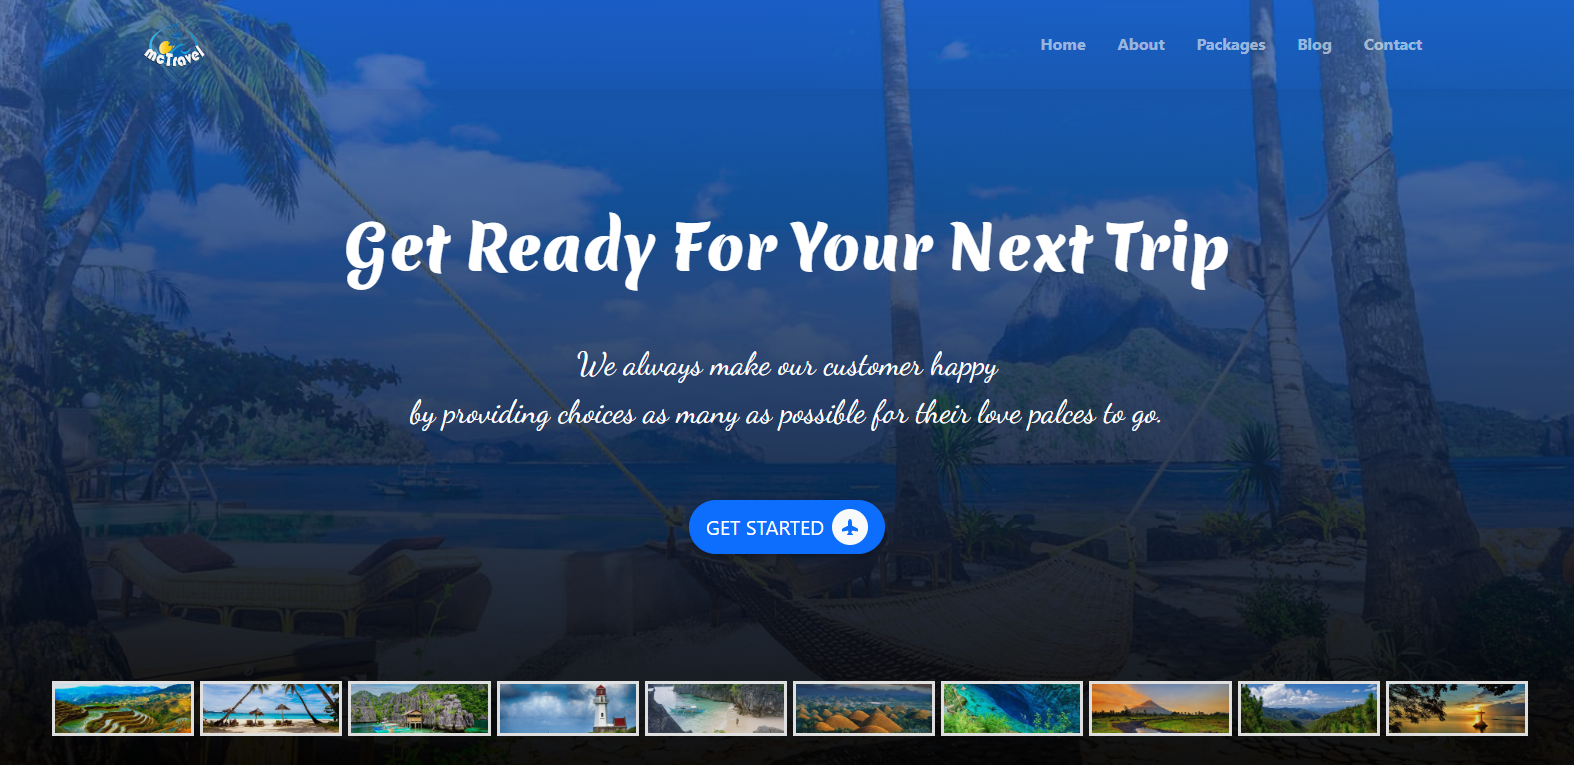 mcTravel
Home About Packages Blog Contact
Get Ready For Your Next Trip
We always make our customer happy
by providing choices as many as possible for their love palces to go.
GET STARTED